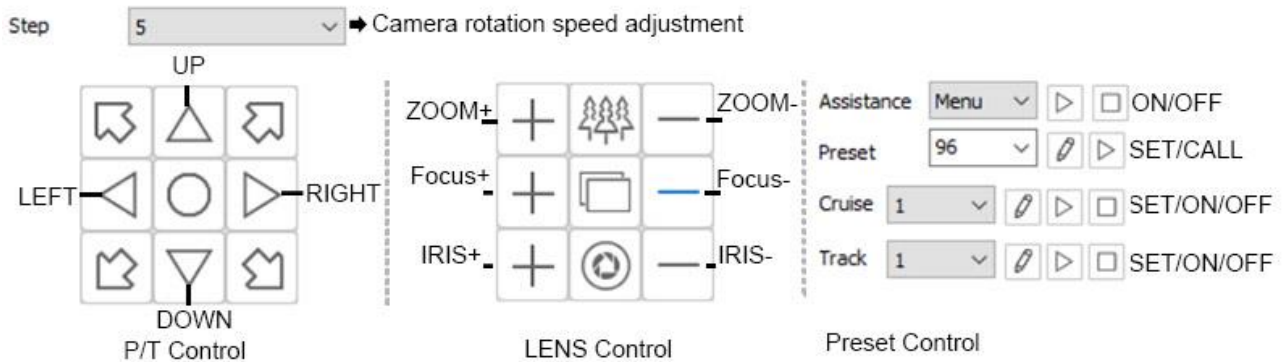 Step 5 Camera rotation speed adjustment
UP
LEFT RIGHT
DOWN
P/T Control
ZOOM+ ZOOM-
Focus+ Focus-
IRIS+ IRIS-
LENS Control
Assistance Menu ON/OFF
Preset 96 SET/CALL
Cruise 1 SET/ON/OFF
Track 1 SET/ON/OFF
Preset Control